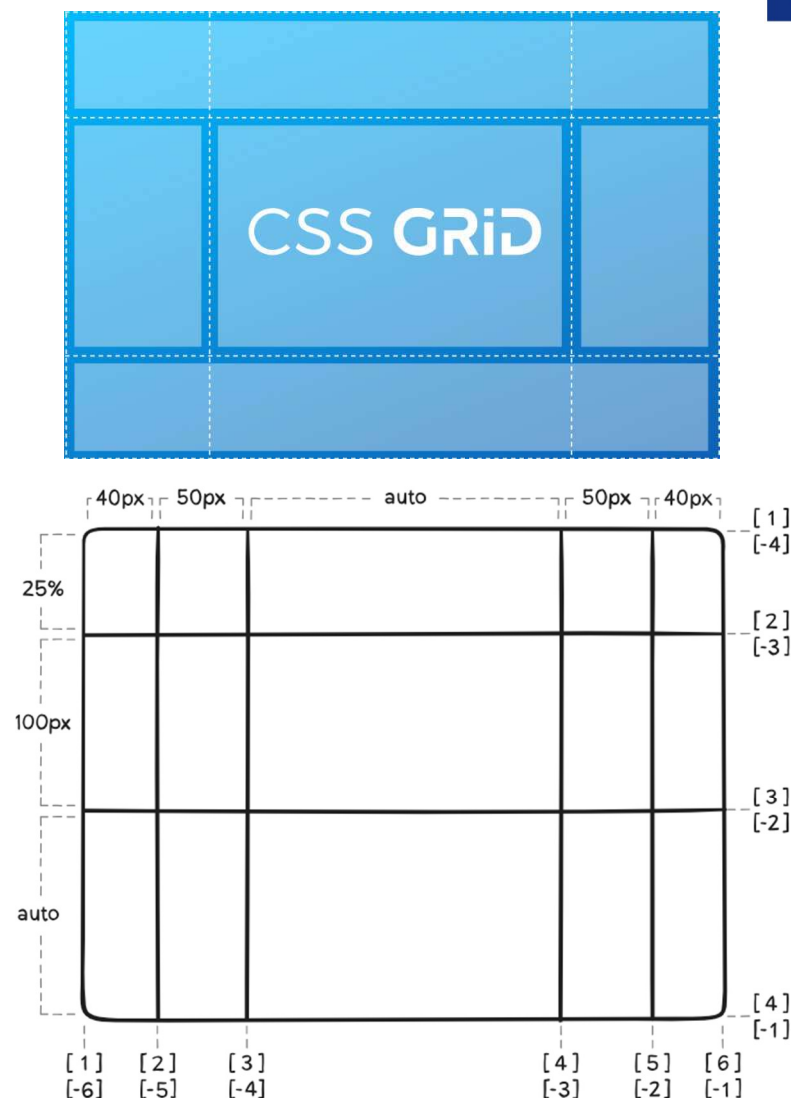 CSS GRiD
40px 50px auto 50px 40px
[1]
[-4]
25%
[2]
[-3]
100px
[3]
[-2]
auto
[4]
[-1]
[1] [2] [3] [4] [5] [6]
[-6] [-5] [-4] [-3] [-2] [-1]